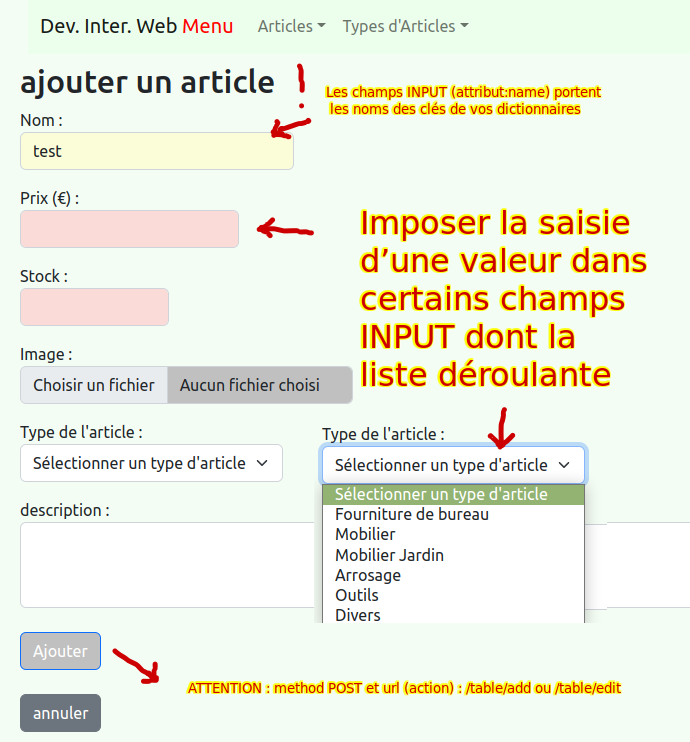 Dev. Inter. Web Menu Articles Types d'Articles
ajouter un article !
Les champs INPUT (attribut:name) portent
les noms des clés de vos dictionnaires
Nom :
test
Prix (€) :
Imposer la saisie
d’une valeur dans
certains champs
INPUT dont la
liste déroulante
Stock :
Image :
Choisir un fichier Aucun fichier choisi
Type de l'article :
Sélectionner un type d'article
Type de l'article :
Sélectionner un type d'article
Sélectionner un type d'article
Fourniture de bureau
Mobilier
Mobilier Jardin
Arrosage
Outils
Divers
description :
Ajouter
ATTENTION : method POST et url (action) : /table/add ou /table/edit
annuler